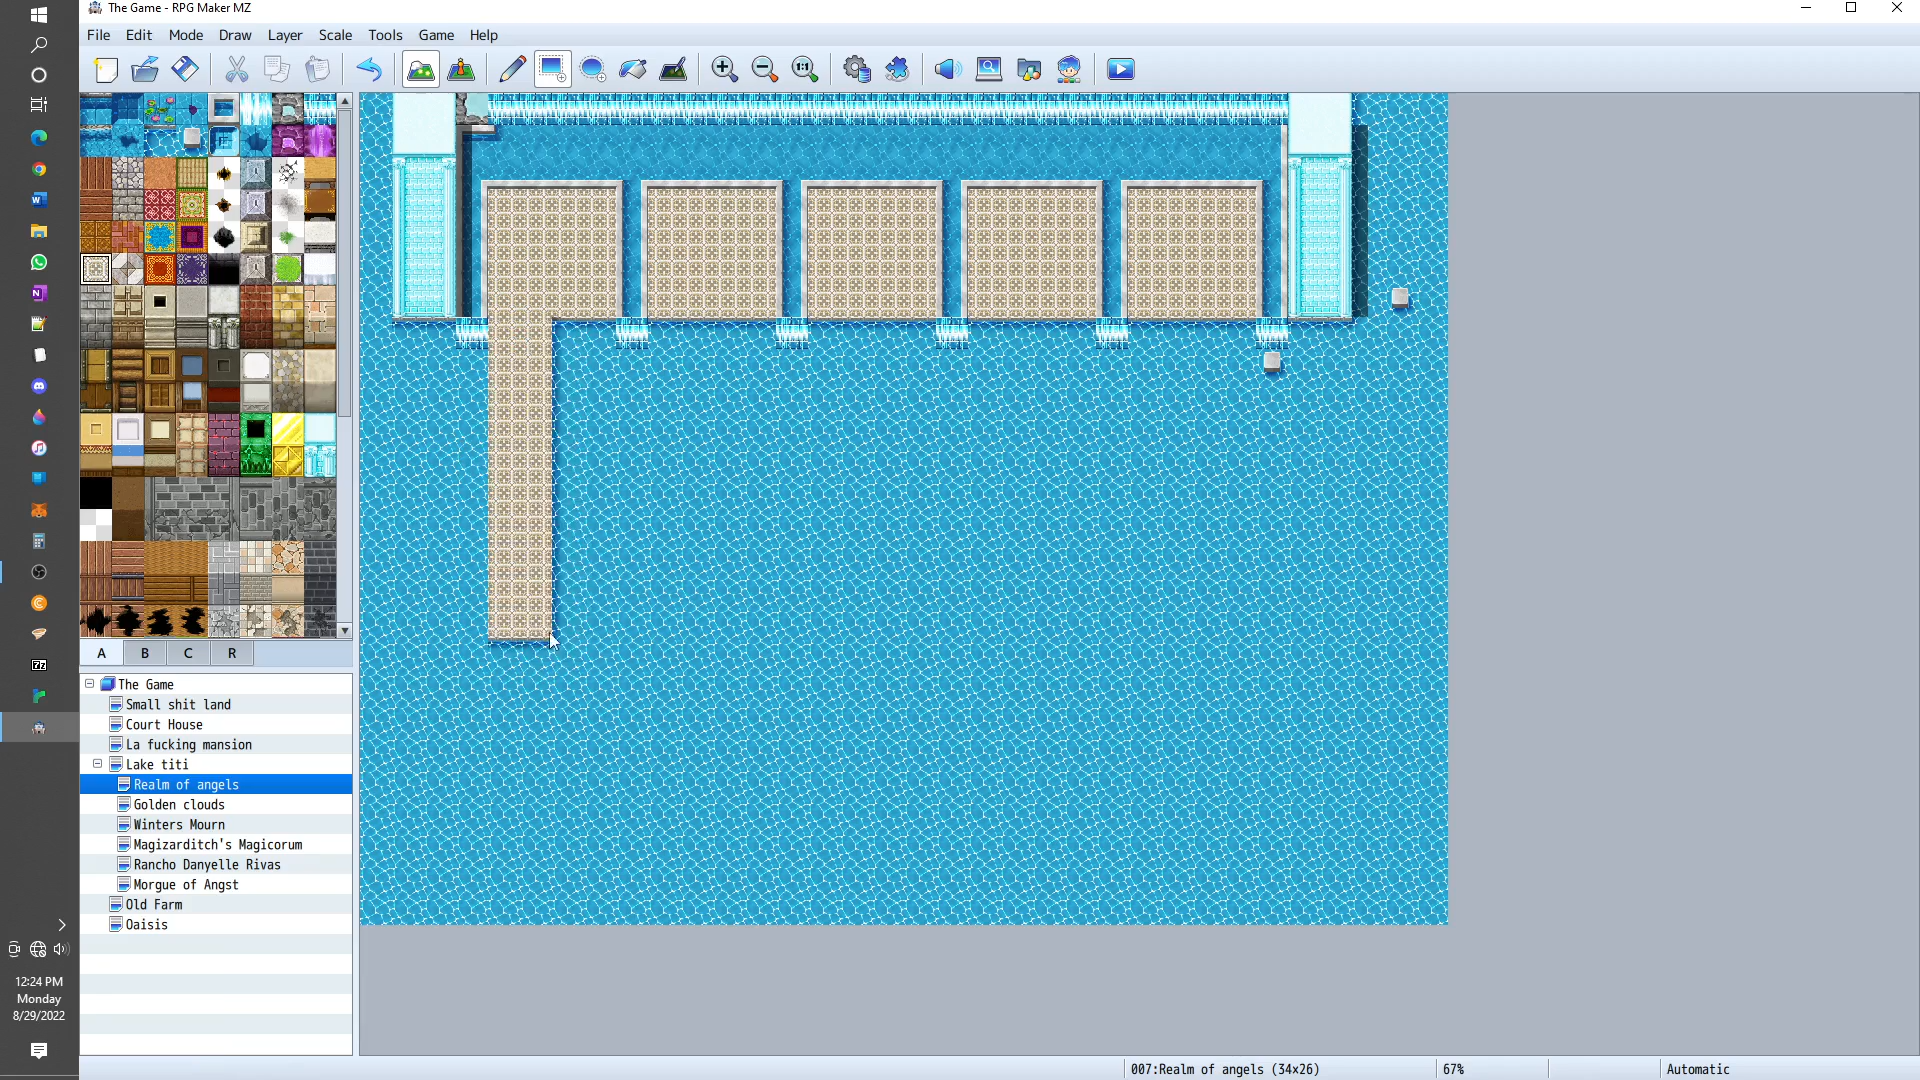 The Game - RPG Maker MZ
File Edit Mode Draw Layer Scale Tools Game Help
1:1
W
N
7z
A B C R
The Game
Small shit land
Court House
La fucking mansion
Lake titi
Realm of angels
Golden clouds
Winters Mourn
Magizarditch's Magicorum
Rancho Danyelle Rivas
Morgue of Angst
Old Farm
Oaisis
12:24 PM
Monday
8/29/2022
007:Realm of angels (34x26) 67% Automatic